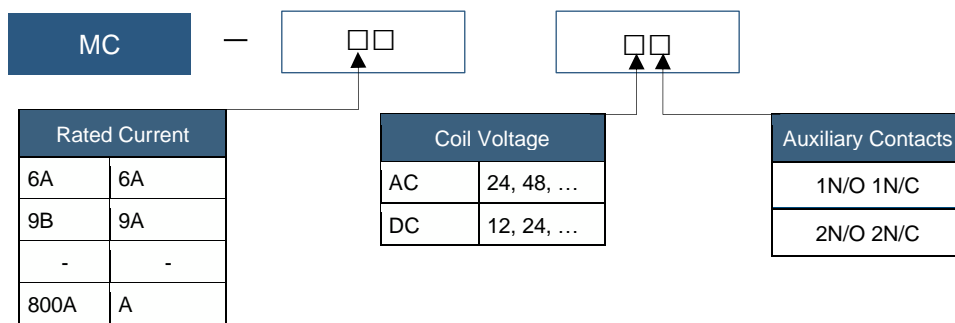 MC — □□ □□
Rated Current
6A 6A
9B 9A
- -
800A A
Coil Voltage
AC 24, 48, …
DC 12, 24, …
Auxiliary Contacts
1N/O 1N/C
2N/O 2N/C